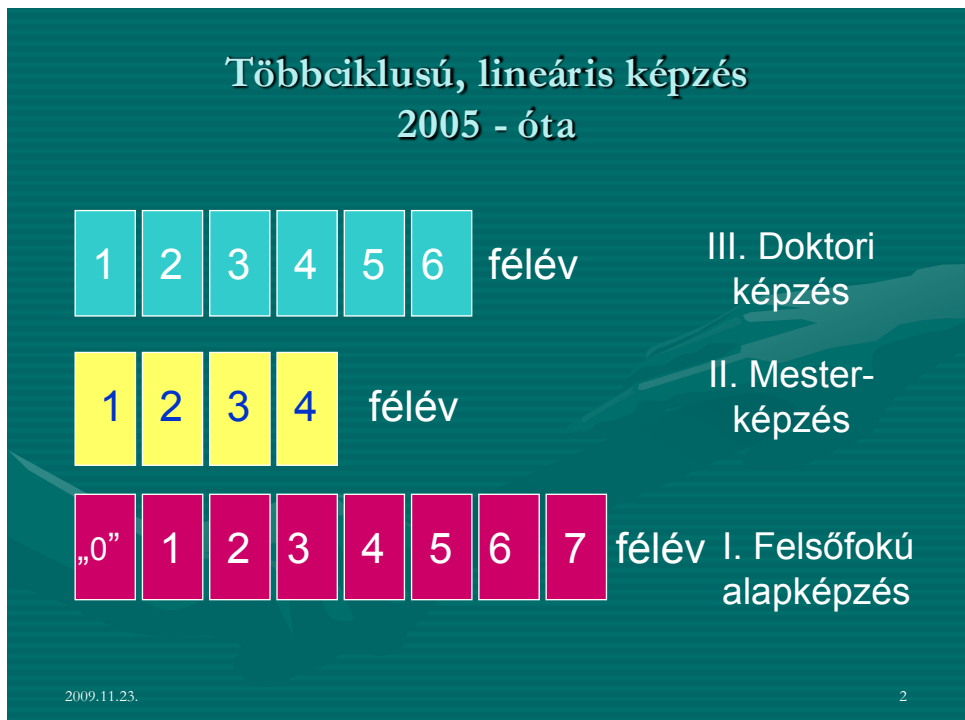 Többciklusú, lineáris képzés
2005 - óta
1 2 3 4 5 6 félév
III. Doktori
képzés
1 2 3 4 félév
II. Mester-
képzés
„0” 1 2 3 4 5 6 7 félév
I. Felsőfokú
alapképzés
2009.11.23.
2